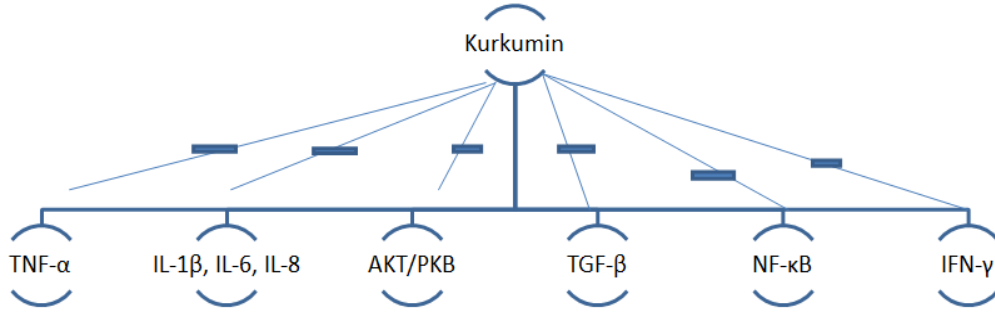 Kurkumin
TNF-α
IL-1β, IL-6, IL-8
AKT/PKB
TGF-β
NF-κB
IFN-γ